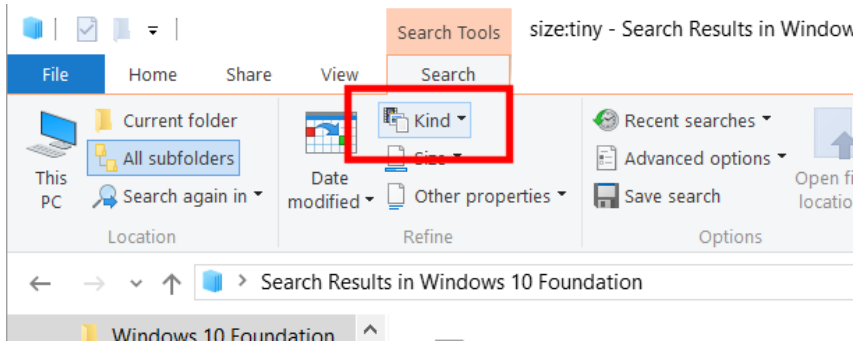 Search Tools size:tiny - Search Results in Window
File Home Share View Search
Current folder Kind Recent searches
All subfolders Size Advanced options
This PC Search again in Date modified Other properties Save search Open fi locatio
Location Refine Options
Search Results in Windows 10 Foundation
Windows 10 Foundation